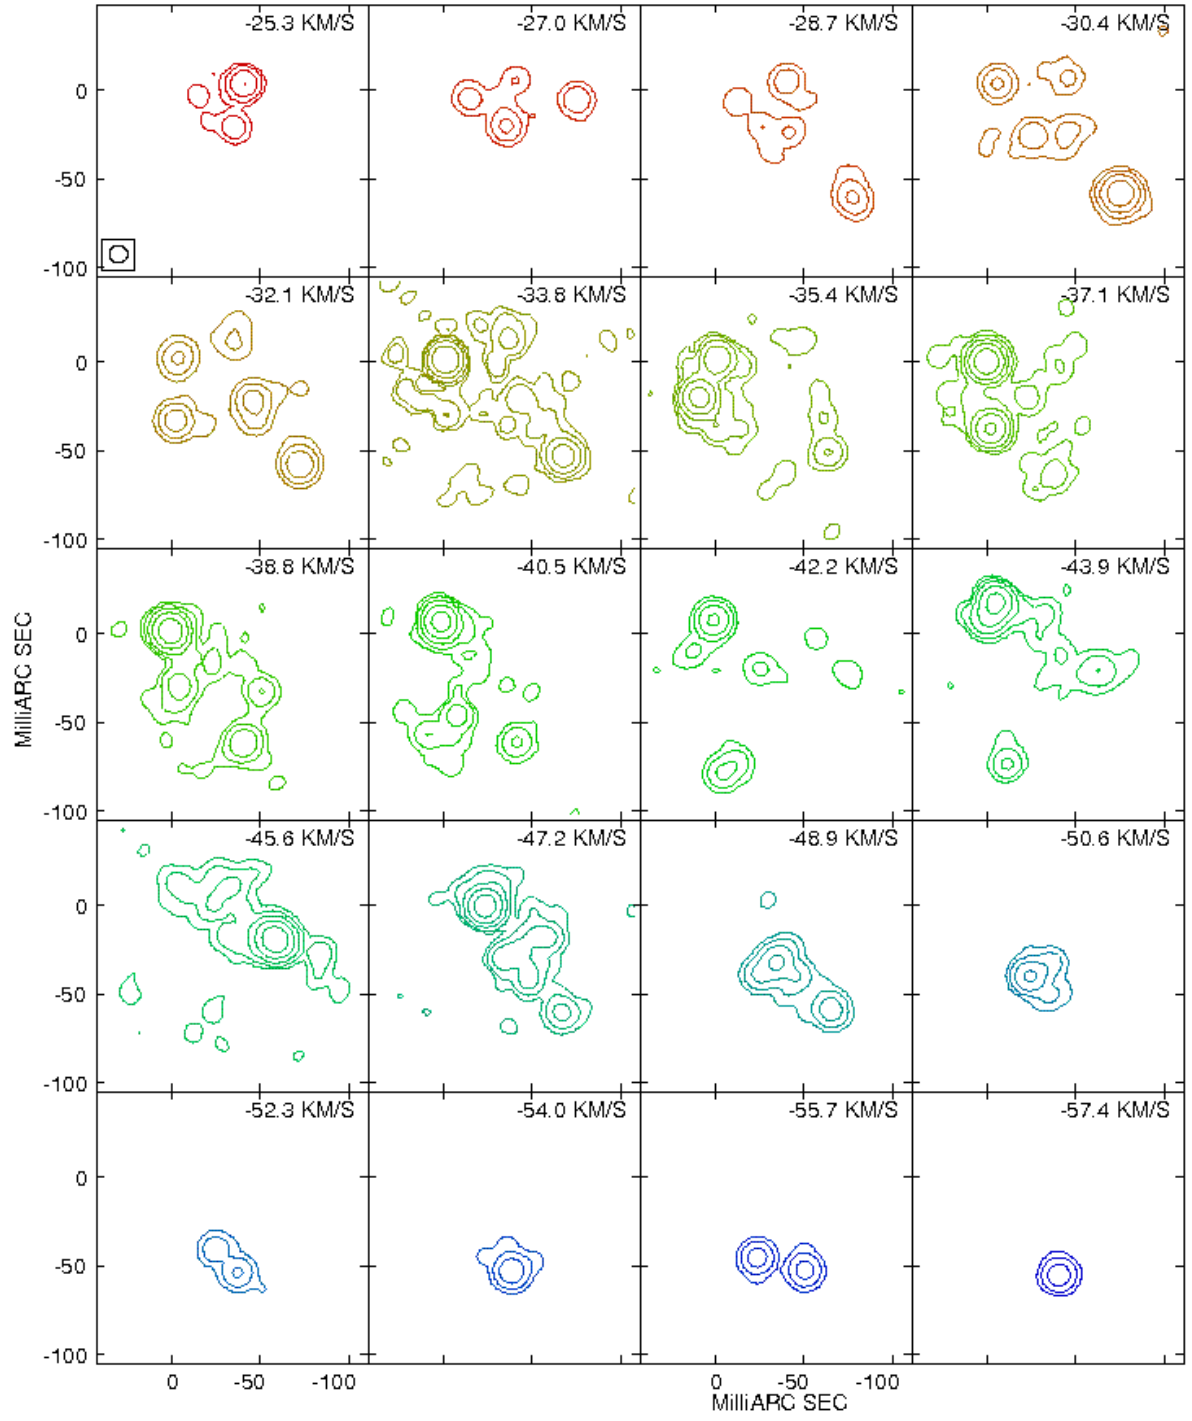 -25.3 KM/S -27.0 KM/S -28.7 KM/S -30.4 KM/S
0
-50
-100
-32.1 KM/S -33.8 KM/S -35.4 KM/S -37.1 KM/S
0
-50
-100
-38.8 KM/S -40.5 KM/S -42.2 KM/S -43.9 KM/S
0
MilliARC SEC
-50
-100
-45.6 KM/S -47.2 KM/S -48.9 KM/S -50.6 KM/S
0
-50
-100
-52.3 KM/S -54.0 KM/S -55.7 KM/S -57.4 KM/S
0
-50
-100
0 -50 -100 0 -50 -100
MilliARC SEC